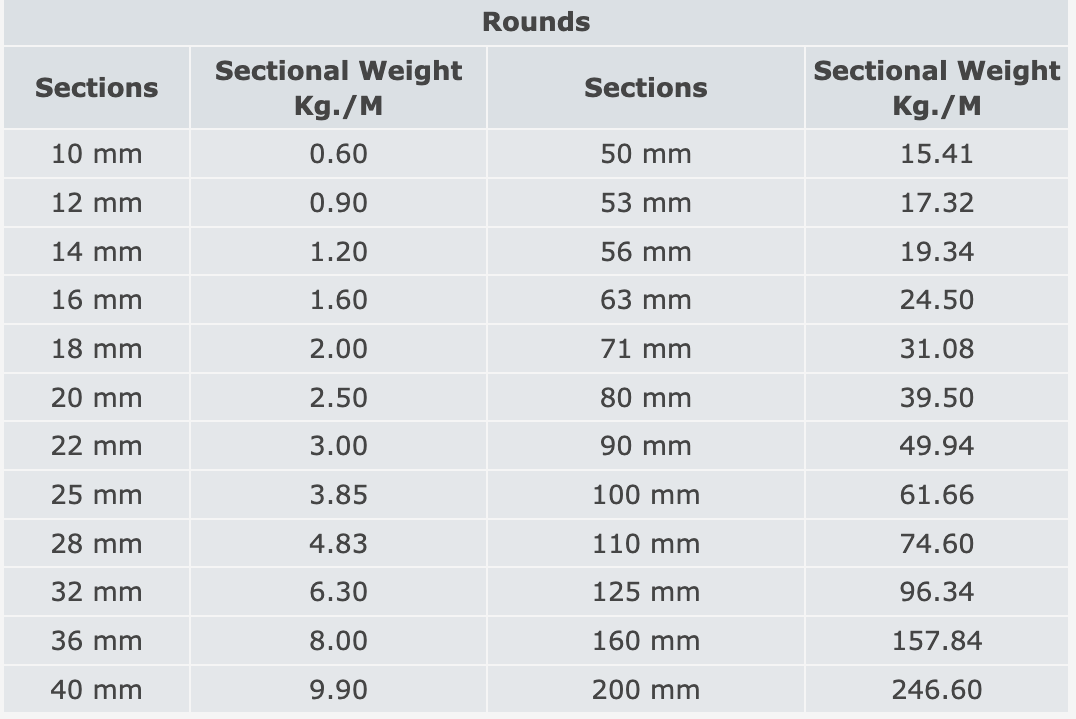 Rounds
Sections Sectional Weight Kg./M Sections Sectional Weight Kg./M
10 mm 0.60 50 mm 15.41
12 mm 0.90 53 mm 17.32
14 mm 1.20 56 mm 19.34
16 mm 1.60 63 mm 24.50
18 mm 2.00 71 mm 31.08
20 mm 2.50 80 mm 39.50
22 mm 3.00 90 mm 49.94
25 mm 3.85 100 mm 61.66
28 mm 4.83 110 mm 74.60
32 mm 6.30 125 mm 96.34
36 mm 8.00 160 mm 157.84
40 mm 9.90 200 mm 246.60